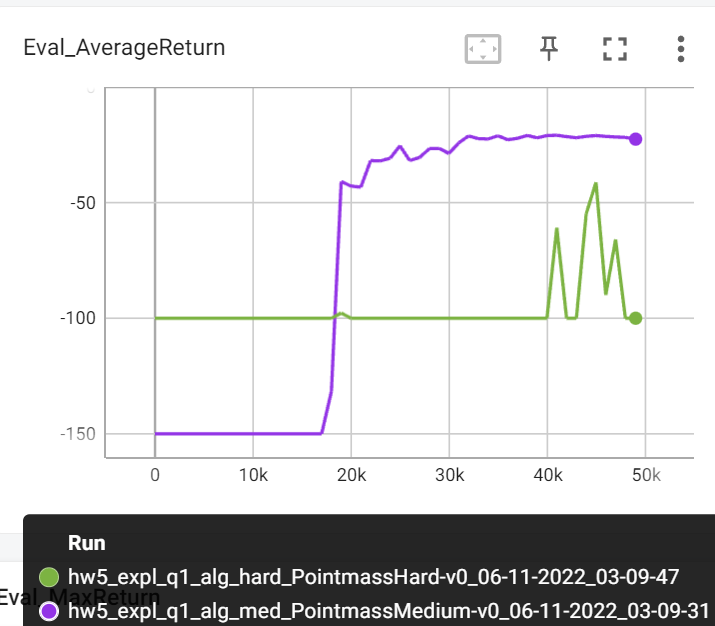 Eval_AverageReturn
0
-50
-100
-150
0 10k 20k 30k 40k 50k
Run
hw5_expl_q1_alg_hard_PointmassHard-v0_06-11-2022_03-09-47
Eval_MaxReturn
hw5_expl_q1_alg_med_PointmassMedium-v0_06-11-2022_03-09-31